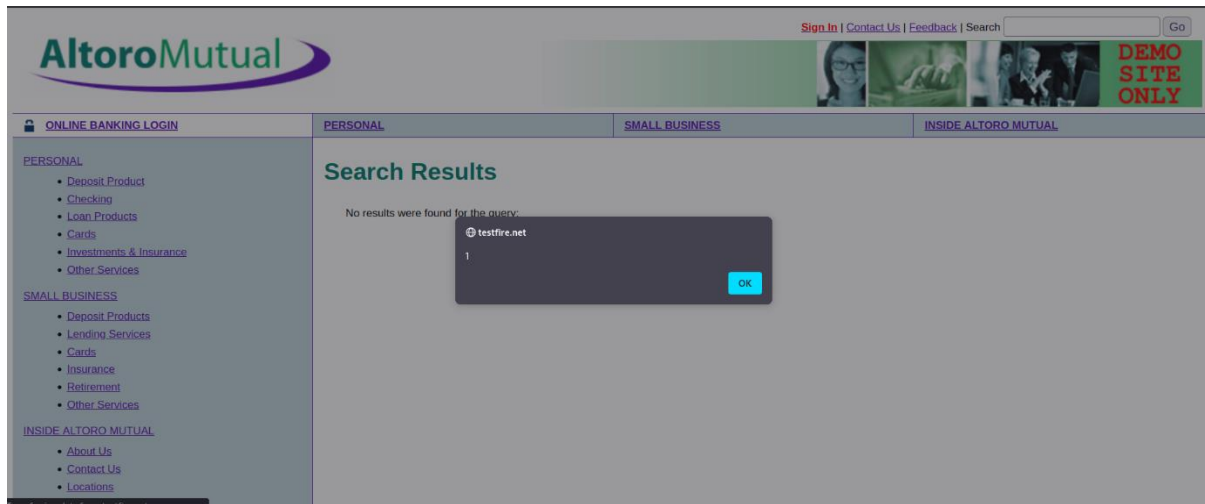 Sign In | Contact Us | Feedback | Search Go
AltoroMutual
DEMO
SITE
ONLY
ONLINE BANKING LOGIN PERSONAL SMALL BUSINESS INSIDE ALTORO MUTUAL
PERSONAL
• Deposit Product
• Checking
• Loan Products
• Cards
• Investments & Insurance
• Other Services
SMALL BUSINESS
• Deposit Products
• Lending Services
• Cards
• Insurance
• Retirement
• Other Services
INSIDE ALTORO MUTUAL
• About Us
• Contact Us
• Locations
Search Results
No results were found for the query:
testfire.net
1
OK